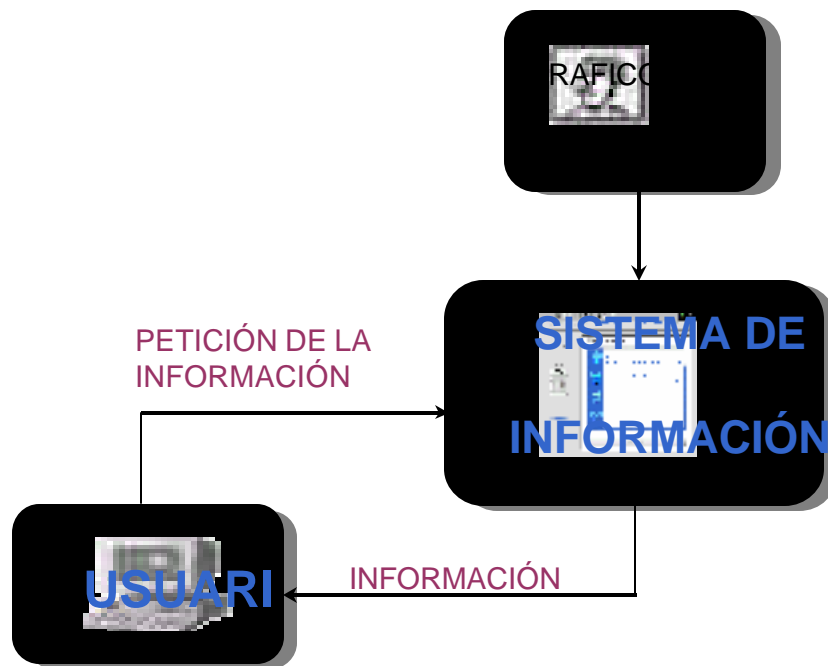 RAFICO
SISTEMA DE
INFORMACIÓN
PETICIÓN DE LA
INFORMACIÓN
USUARI
INFORMACIÓN